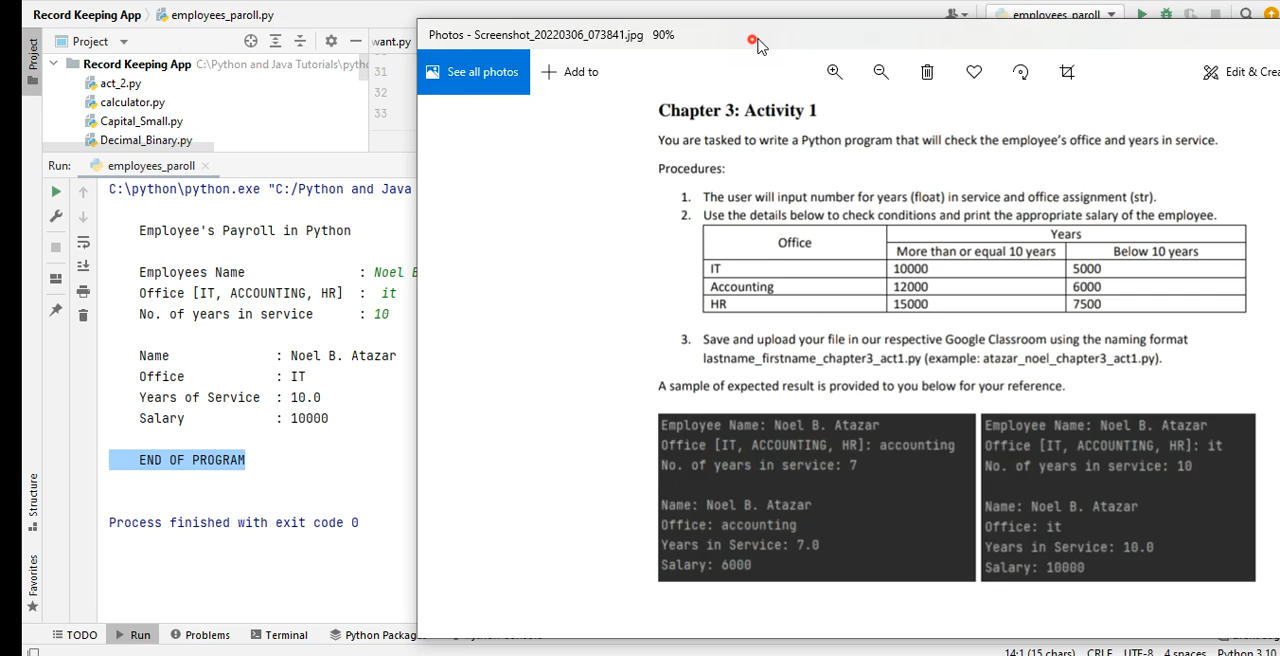 Record Keeping App
employees_paroll.py
employees_paroll
Project
Project
want.py
Record Keeping App C:\Python and Java Tutorials\pytho
act_2.py
calculator.py
Capital_Small.py
Decimal_Binary.py
31
32
33
Run: employees_paroll
C:\python\python.exe "C:/Python and Java
Employee's Payroll in Python
Employees Name : Noel B
Office [IT, ACCOUNTING, HR] : it
No. of years in service : 10
Name : Noel B. Atazar
Office : IT
Years of Service : 10.0
Salary : 10000
END OF PROGRAM
Process finished with exit code 0
Structure
Favorites
TODO Run Problems Terminal Python Packag
14:1 (15 chars) CRLF UTF-8 4 spaces Python 3.10
Photos - Screenshot_20220306_073841.jpg 90%
See all photos
Add to
Edit & Crea
Chapter 3: Activity 1
You are tasked to write a Python program that will check the employee's office and years in service.
Procedures:
1. The user will input number for years (float) in service and office assignment (str).
2. Use the details below to check conditions and print the appropriate salary of the employee.
Office Years
More than or equal 10 years Below 10 years
IT 10000 5000
Accounting 12000 6000
HR 15000 7500
3. Save and upload your file in our respective Google Classroom using the naming format
lastname_firstname_chapter3_act1.py (example: atazar_noel_chapter3_act1.py).
A sample of expected result is provided to you below for your reference.
Employee Name: Noel B. Atazar
Office [IT, ACCOUNTING, HR]: accounting
No. of years in service: 7
Name: Noel B. Atazar
Office: accounting
Years in Service: 7.0
Salary: 6000
Employee Name: Noel B. Atazar
Office [IT, ACCOUNTING, HR]: it
No. of years in service: 10
Name: Noel B. Atazar
Office: it
Years in Service: 10.0
Salary: 10000